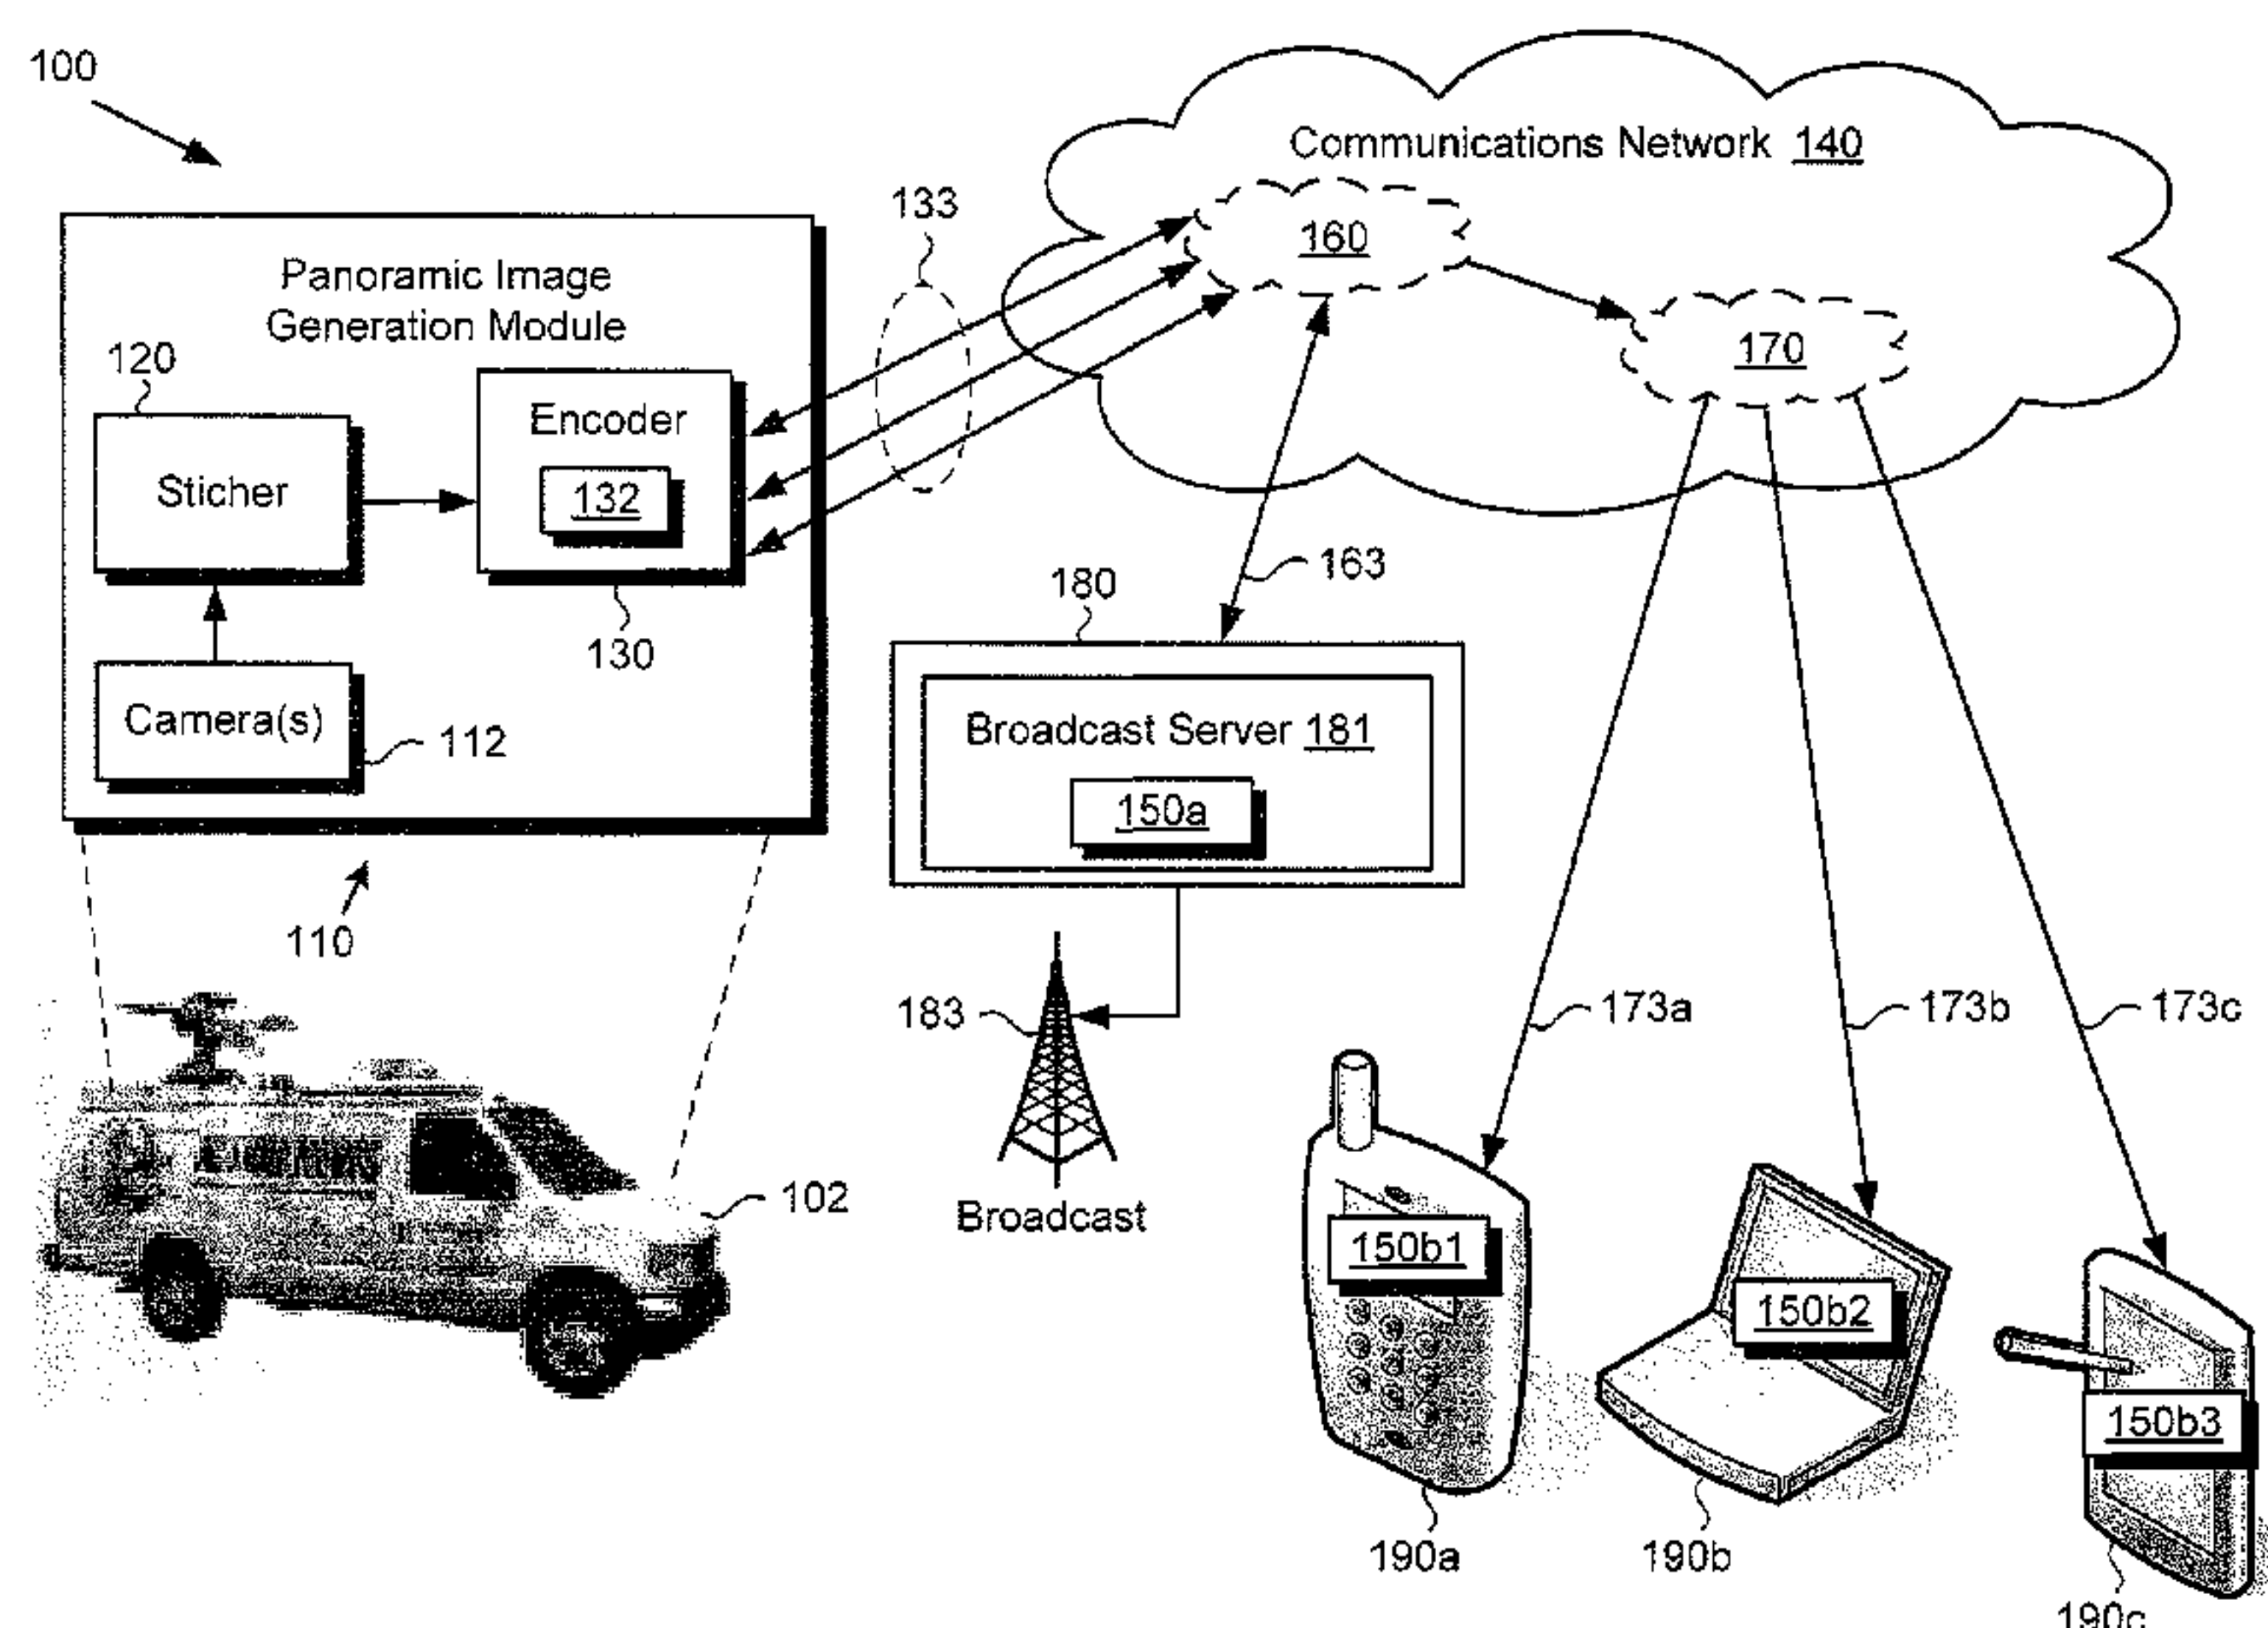 100
Communications Network 140
133
160
Panoramic Image
Generation Module
170
120
Encoder
Sticher
132
163
180
130
Camera(s)
112
Broadcast Server 181
150a
110
183
173a
173b
173c
102
Broadcast
150b1
150b2
150b3
190a
190b
190c